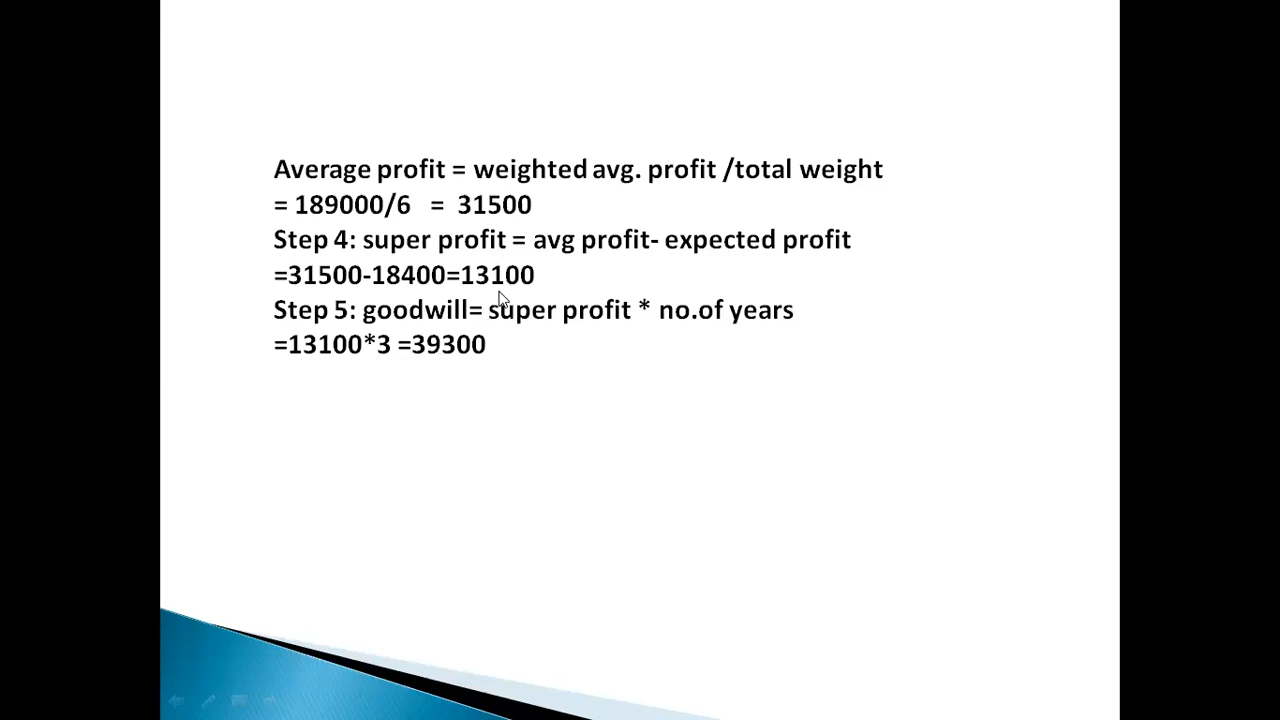 Average profit = weighted avg. profit /total weight
= 189000/6 = 31500
Step 4: super profit = avg profit- expected profit
=31500-18400=13100
Step 5: goodwill= super profit * no.of years
=13100*3 =39300